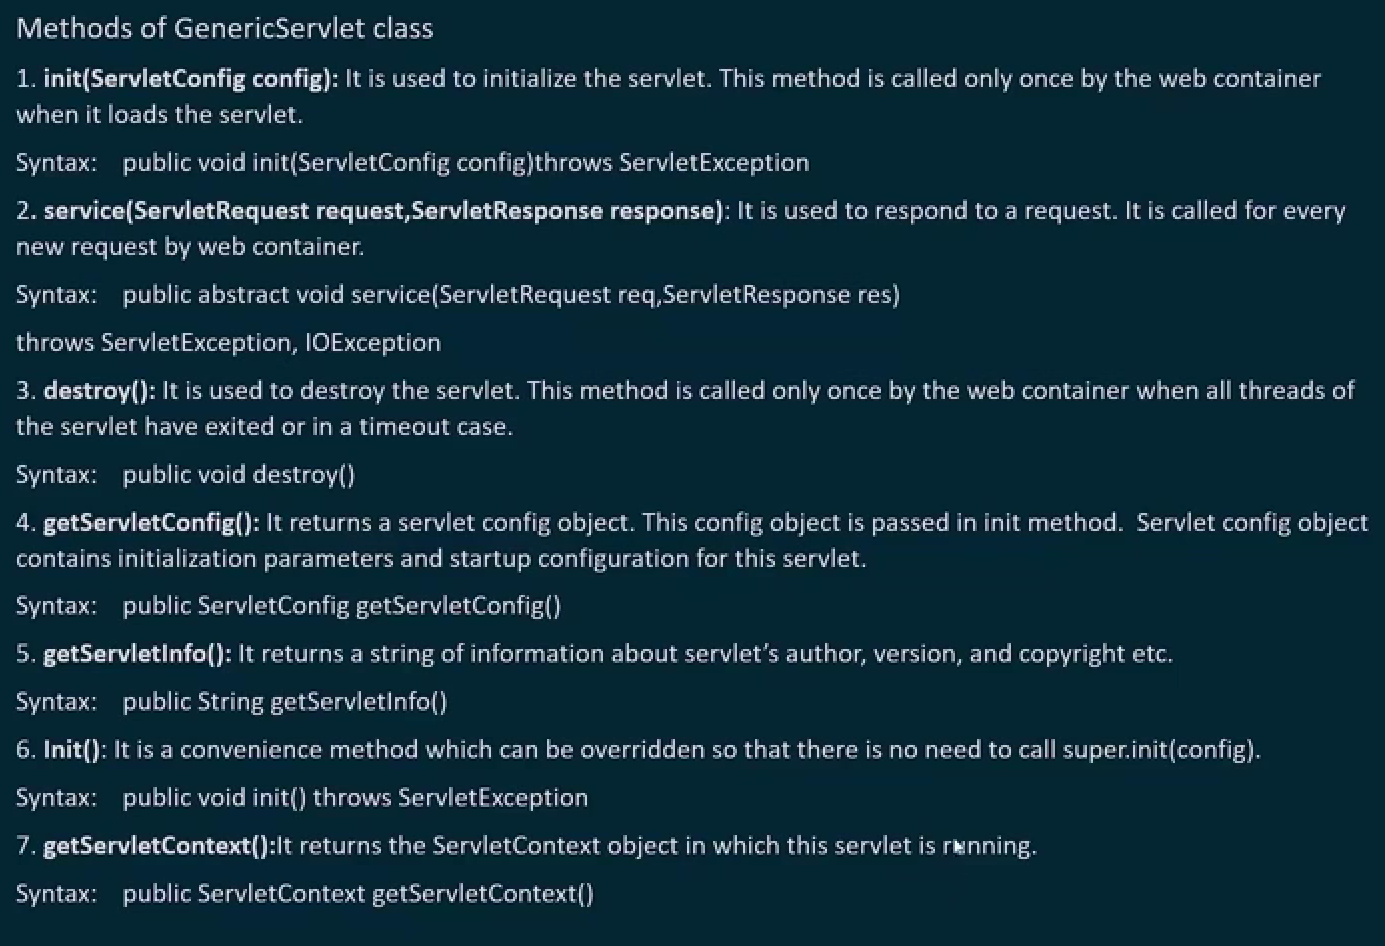 Methods of GenericServlet class
1. init(ServletConfig config): It is used to initialize the servlet. This method is called only once by the web container
when it loads the servlet.
Syntax: public void init(ServletConfig config)throws ServletException
2. service(ServletRequest request,ServletResponse response): It is used to respond to a request. It is called for every
new request by web container.
Syntax: public abstract void service(ServletRequest req,ServletResponse res)
throws ServletException, IOException
3. destroy(): It is used to destroy the servlet. This method is called only once by the web container when all threads of
the servlet have exited or in a timeout case.
Syntax: public void destroy()
4. getServletConfig(): It returns a servlet config object. This config object is passed in init method. Servlet config object
contains initialization parameters and startup configuration for this servlet.
Syntax: public ServletConfig getServletConfig()
5. getServletInfo(): It returns a string of information about servlet’s author, version, and copyright etc.
Syntax: public String getServletInfo()
6. Init(): It is a convenience method which can be overridden so that there is no need to call super.init(config).
Syntax: public void init() throws ServletException
7. getServletContext():It returns the ServletContext object in which this servlet is running.
Syntax: public ServletContext getServletContext()